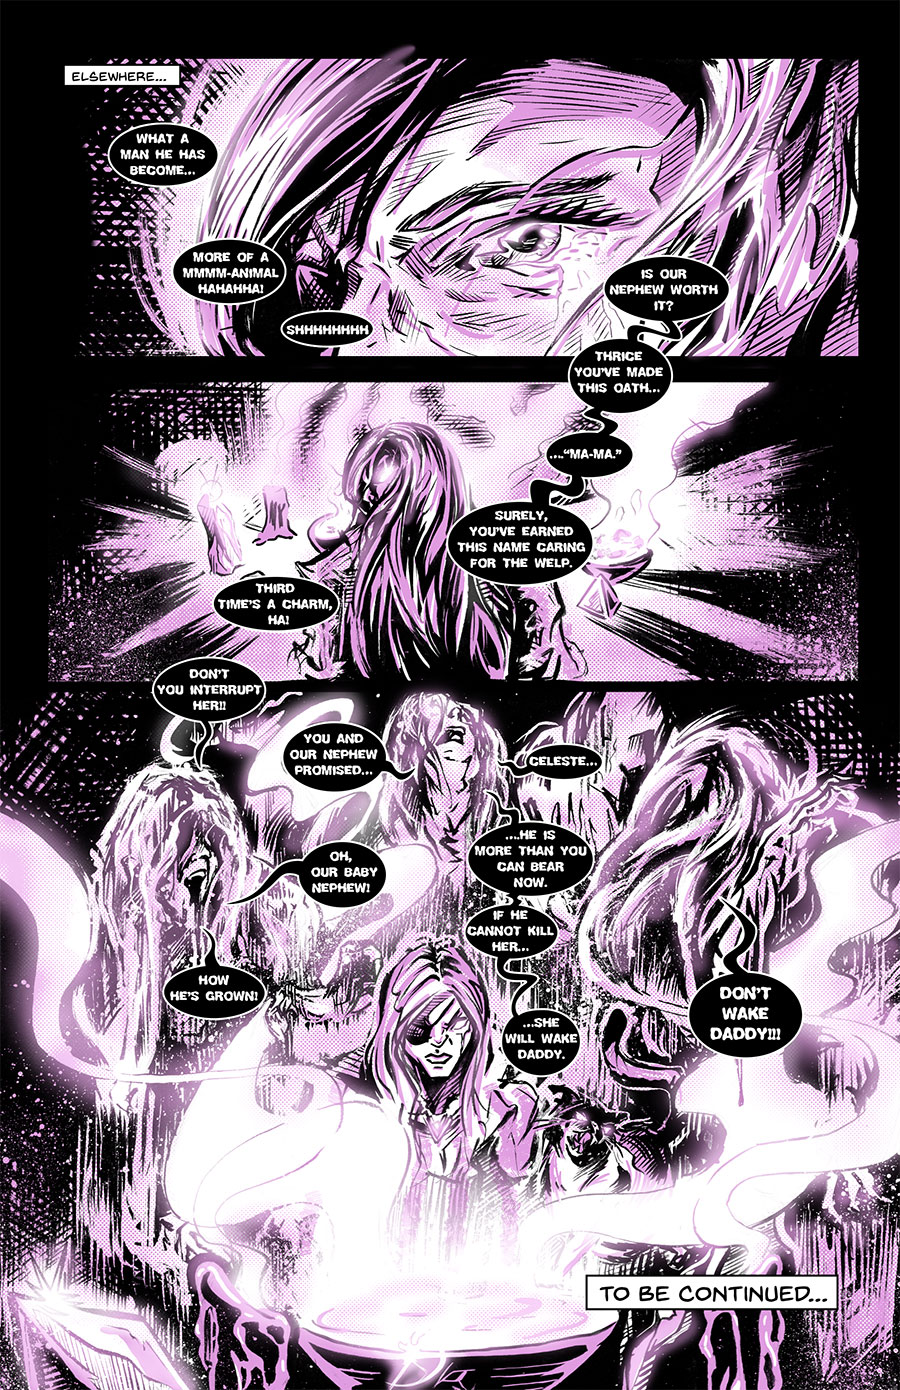 ELSEWHERE...
WHAT A
MAN HE HAS
BECOME...
MORE OF A
MMMM-ANIMAL
HAHAHHA!
SHHHHHHHH
IS OUR
NEPHEW WORTH
IT?
THRICE
YOU'VE MADE
THIS OATH...
...."MA-MA."
SURELY,
YOU'VE EARNED
THIS NAME CARING
FOR THE WELP.
THIRD
TIME'S A CHARM,
HA!
DON'T
YOU INTERRUPT
HER!!
YOU AND
OUR NEPHEW
PROMISED...
CELESTE...
OH,
OUR BABY
NEPHEW!
....HE IS
MORE THAN YOU
CAN BEAR
NOW.
IF HE
CANNOT KILL
HER...
HOW
HE'S GROWN!
...SHE
WILL WAKE
DADDY.
DON'T
WAKE
DADDY!!!
TO BE CONTINUED...